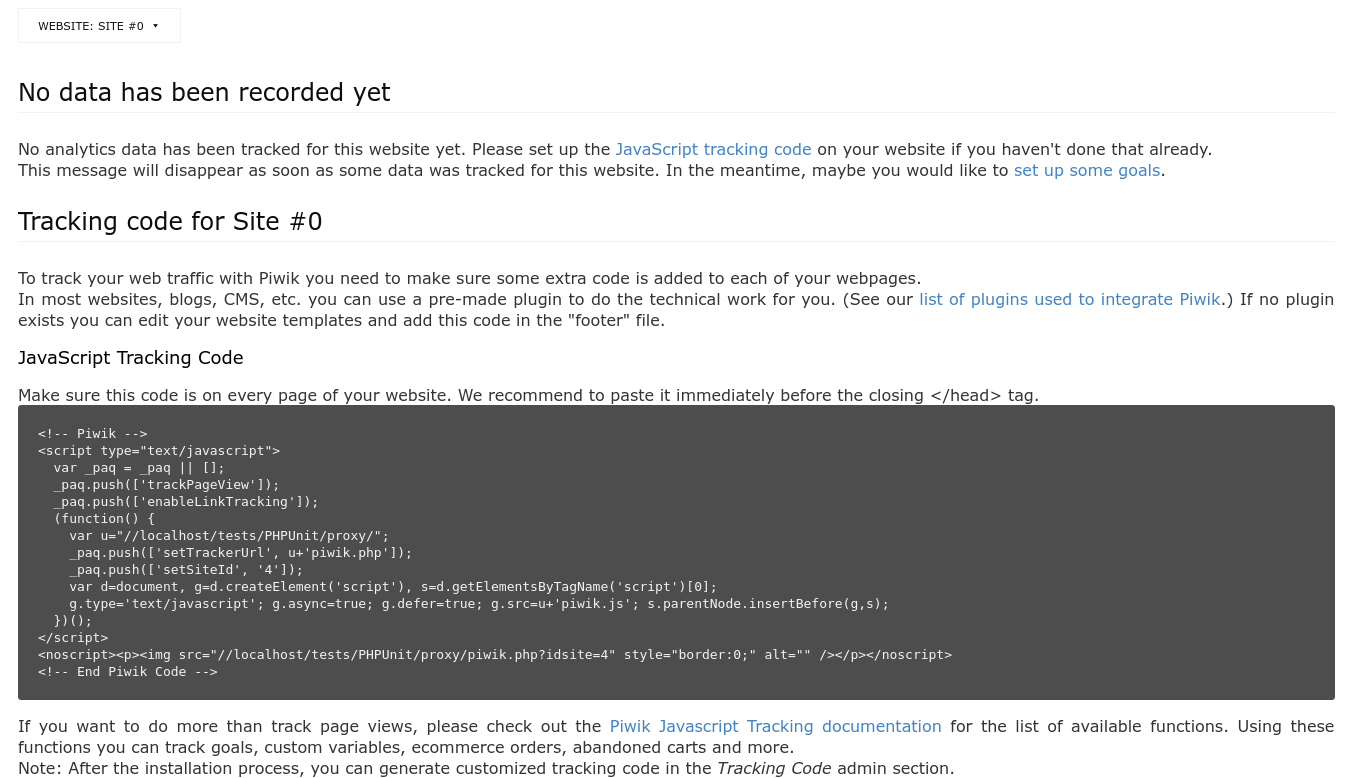 WEBSITE: SITE #0
No data has been recorded yet
No analytics data has been tracked for this website yet. Please set up the JavaScript tracking code on your website if you haven't done that already.
This message will disappear as soon as some data was tracked for this website. In the meantime, maybe you would like to set up some goals.
Tracking code for Site #0
To track your web traffic with Piwik you need to make sure some extra code is added to each of your webpages.
In most websites, blogs, CMS, etc. you can use a pre-made plugin to do the technical work for you. (See our list of plugins used to integrate Piwik.) If no plugin
exists you can edit your website templates and add this code in the "footer" file.
JavaScript Tracking Code
Make sure this code is on every page of your website. We recommend to paste it immediately before the closing </head> tag.
<!-- Piwik -->
<script type="text/javascript">
  var _paq = _paq || [];
  _paq.push(['trackPageView']);
  _paq.push(['enableLinkTracking']);
  (function() {
    var u="//localhost/tests/PHPUnit/proxy/";
    _paq.push(['setTrackerUrl', u+'piwik.php']);
    _paq.push(['setSiteId', '4']);
    var d=document, g=d.createElement('script'), s=d.getElementsByTagName('script')[0];
    g.type='text/javascript'; g.async=true; g.defer=true; g.src=u+'piwik.js'; s.parentNode.insertBefore(g,s);
  })();
</script>
<noscript><p><img src="//localhost/tests/PHPUnit/proxy/piwik.php?idsite=4" style="border:0;" alt="" /></p></noscript>
<!-- End Piwik Code -->
If you want to do more than track page views, please check out the Piwik Javascript Tracking documentation for the list of available functions. Using these
functions you can track goals, custom variables, ecommerce orders, abandoned carts and more.
Note: After the installation process, you can generate customized tracking code in the Tracking Code admin section.